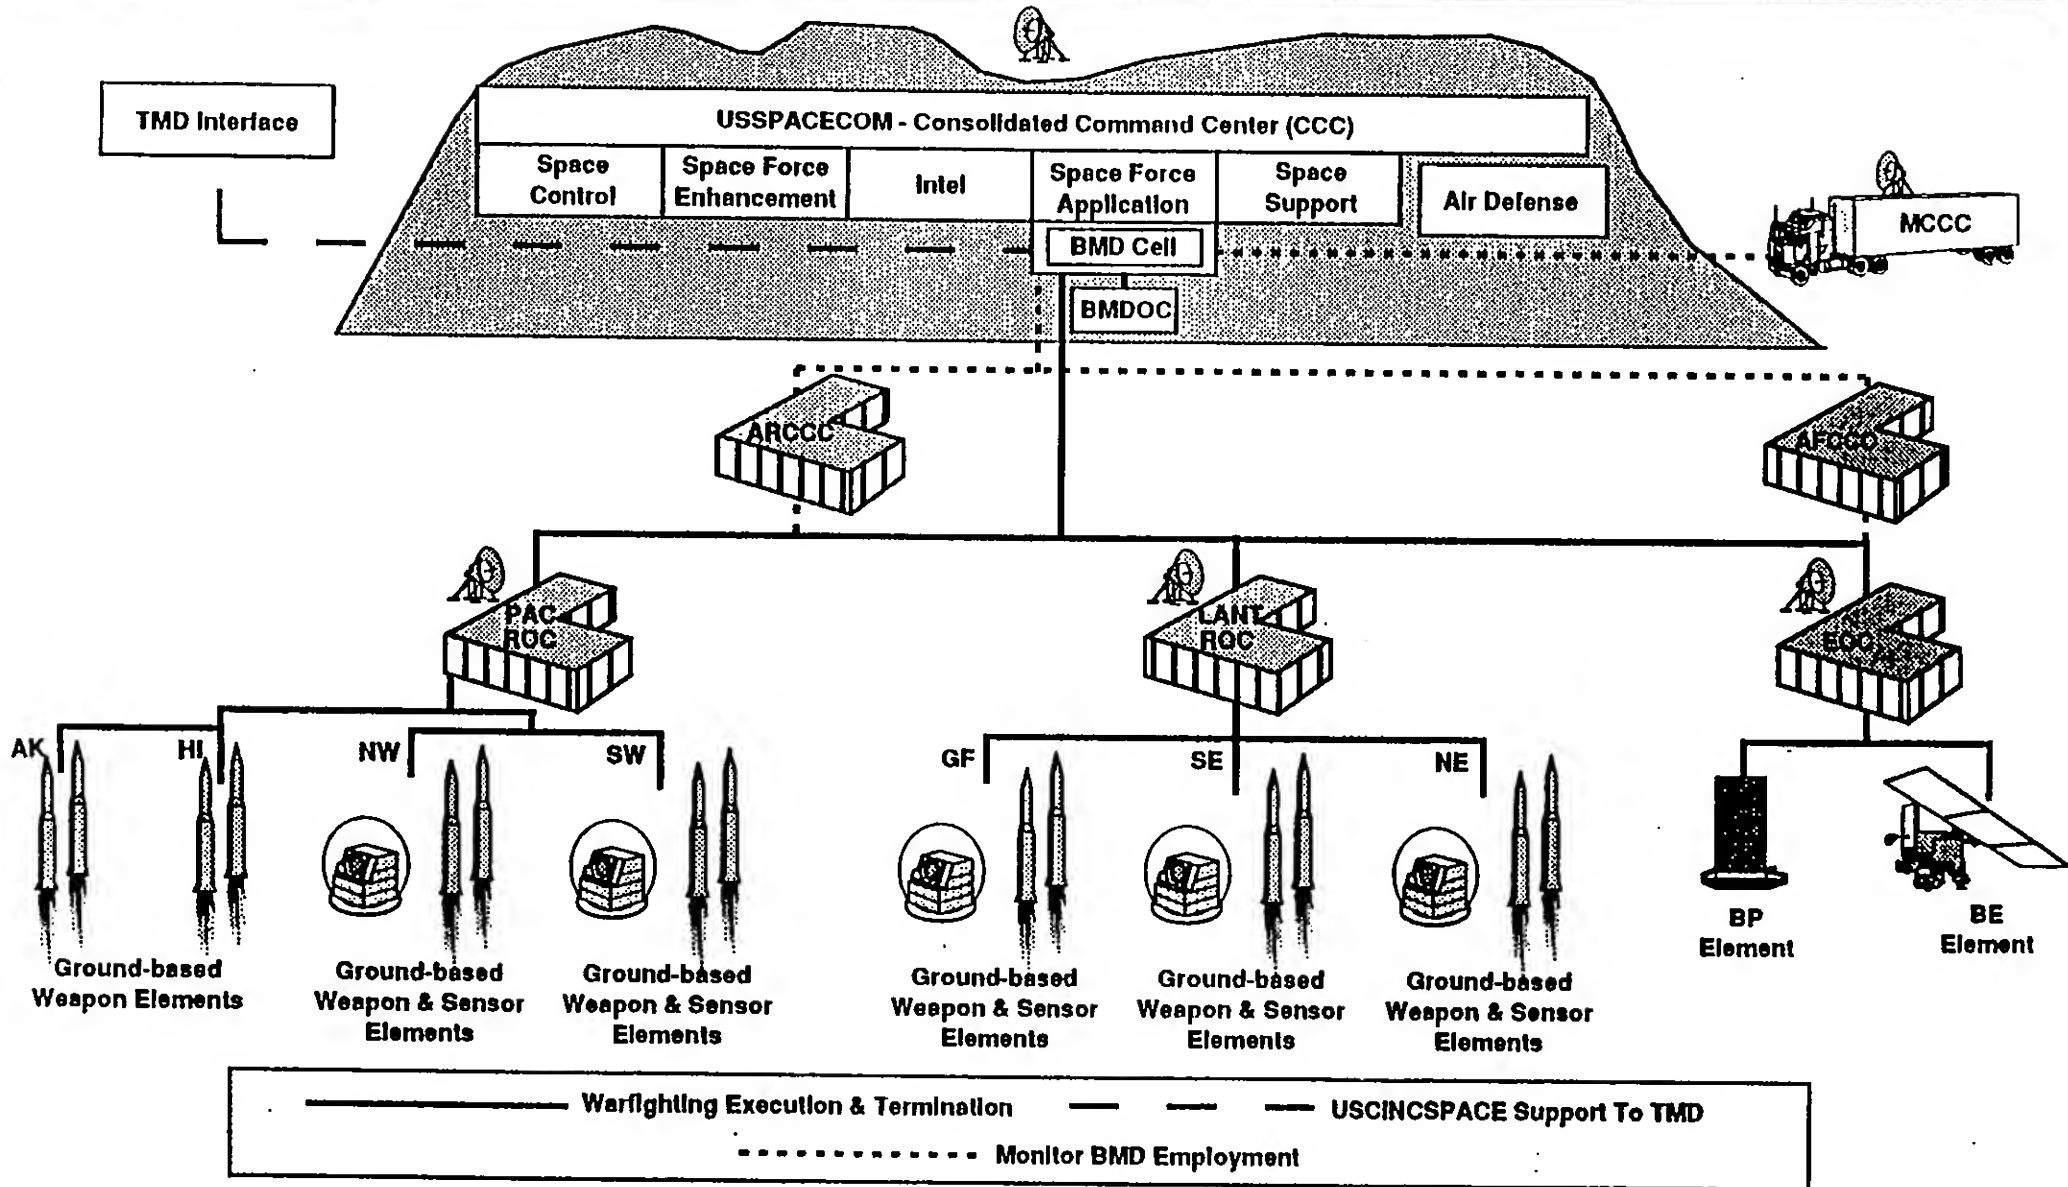 TMD Interface
USSPACECOM - Consolidated Command Center (CCC)
Space
Control
Space Force
Enhancement
Intel
Space Force
Application
Space
Support
Air Defense
MCCC
BMD Cell
BMDOC
ARCCC
PAC
ROC
LANT
ROC
EOC
AK
HI
NW
SW
GF
SE
NE
Ground-based
Weapon Elements
Ground-based
Weapon & Sensor
Elements
Ground-based
Weapon & Sensor
Elements
Ground-based
Weapon & Sensor
Elements
Ground-based
Weapon & Sensor
Elements
Ground-based
Weapon & Sensor
Elements
BP
Element
BE
Element
Warfighting Execution & Termination
USCINCSPACE Support To TMD
Monitor BMD Employment